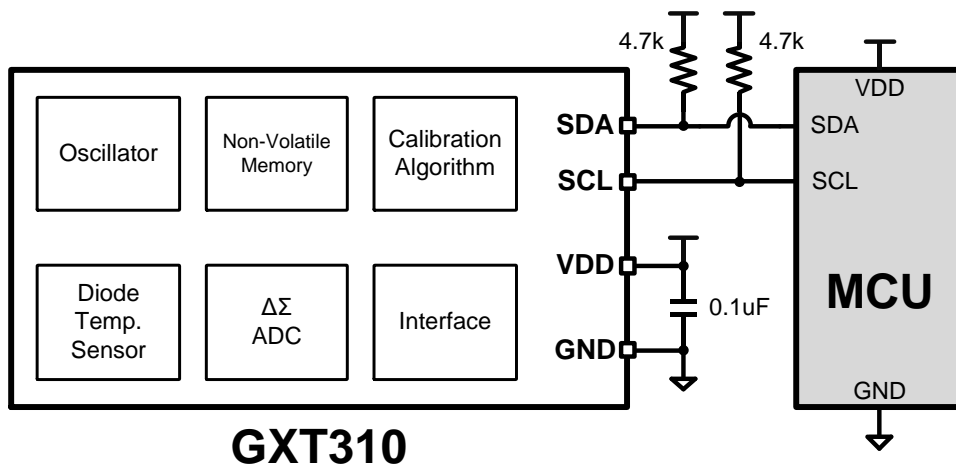 4.7k
4.7k
VDD
Oscillator
Non-Volatile
Memory
Calibration
Algorithm
SDA
SDA
SCL
SCL
VDD
Diode
Temp.
Sensor
ΔΣ
ADC
Interface
0.1uF
MCU
GND
GND
GXT310